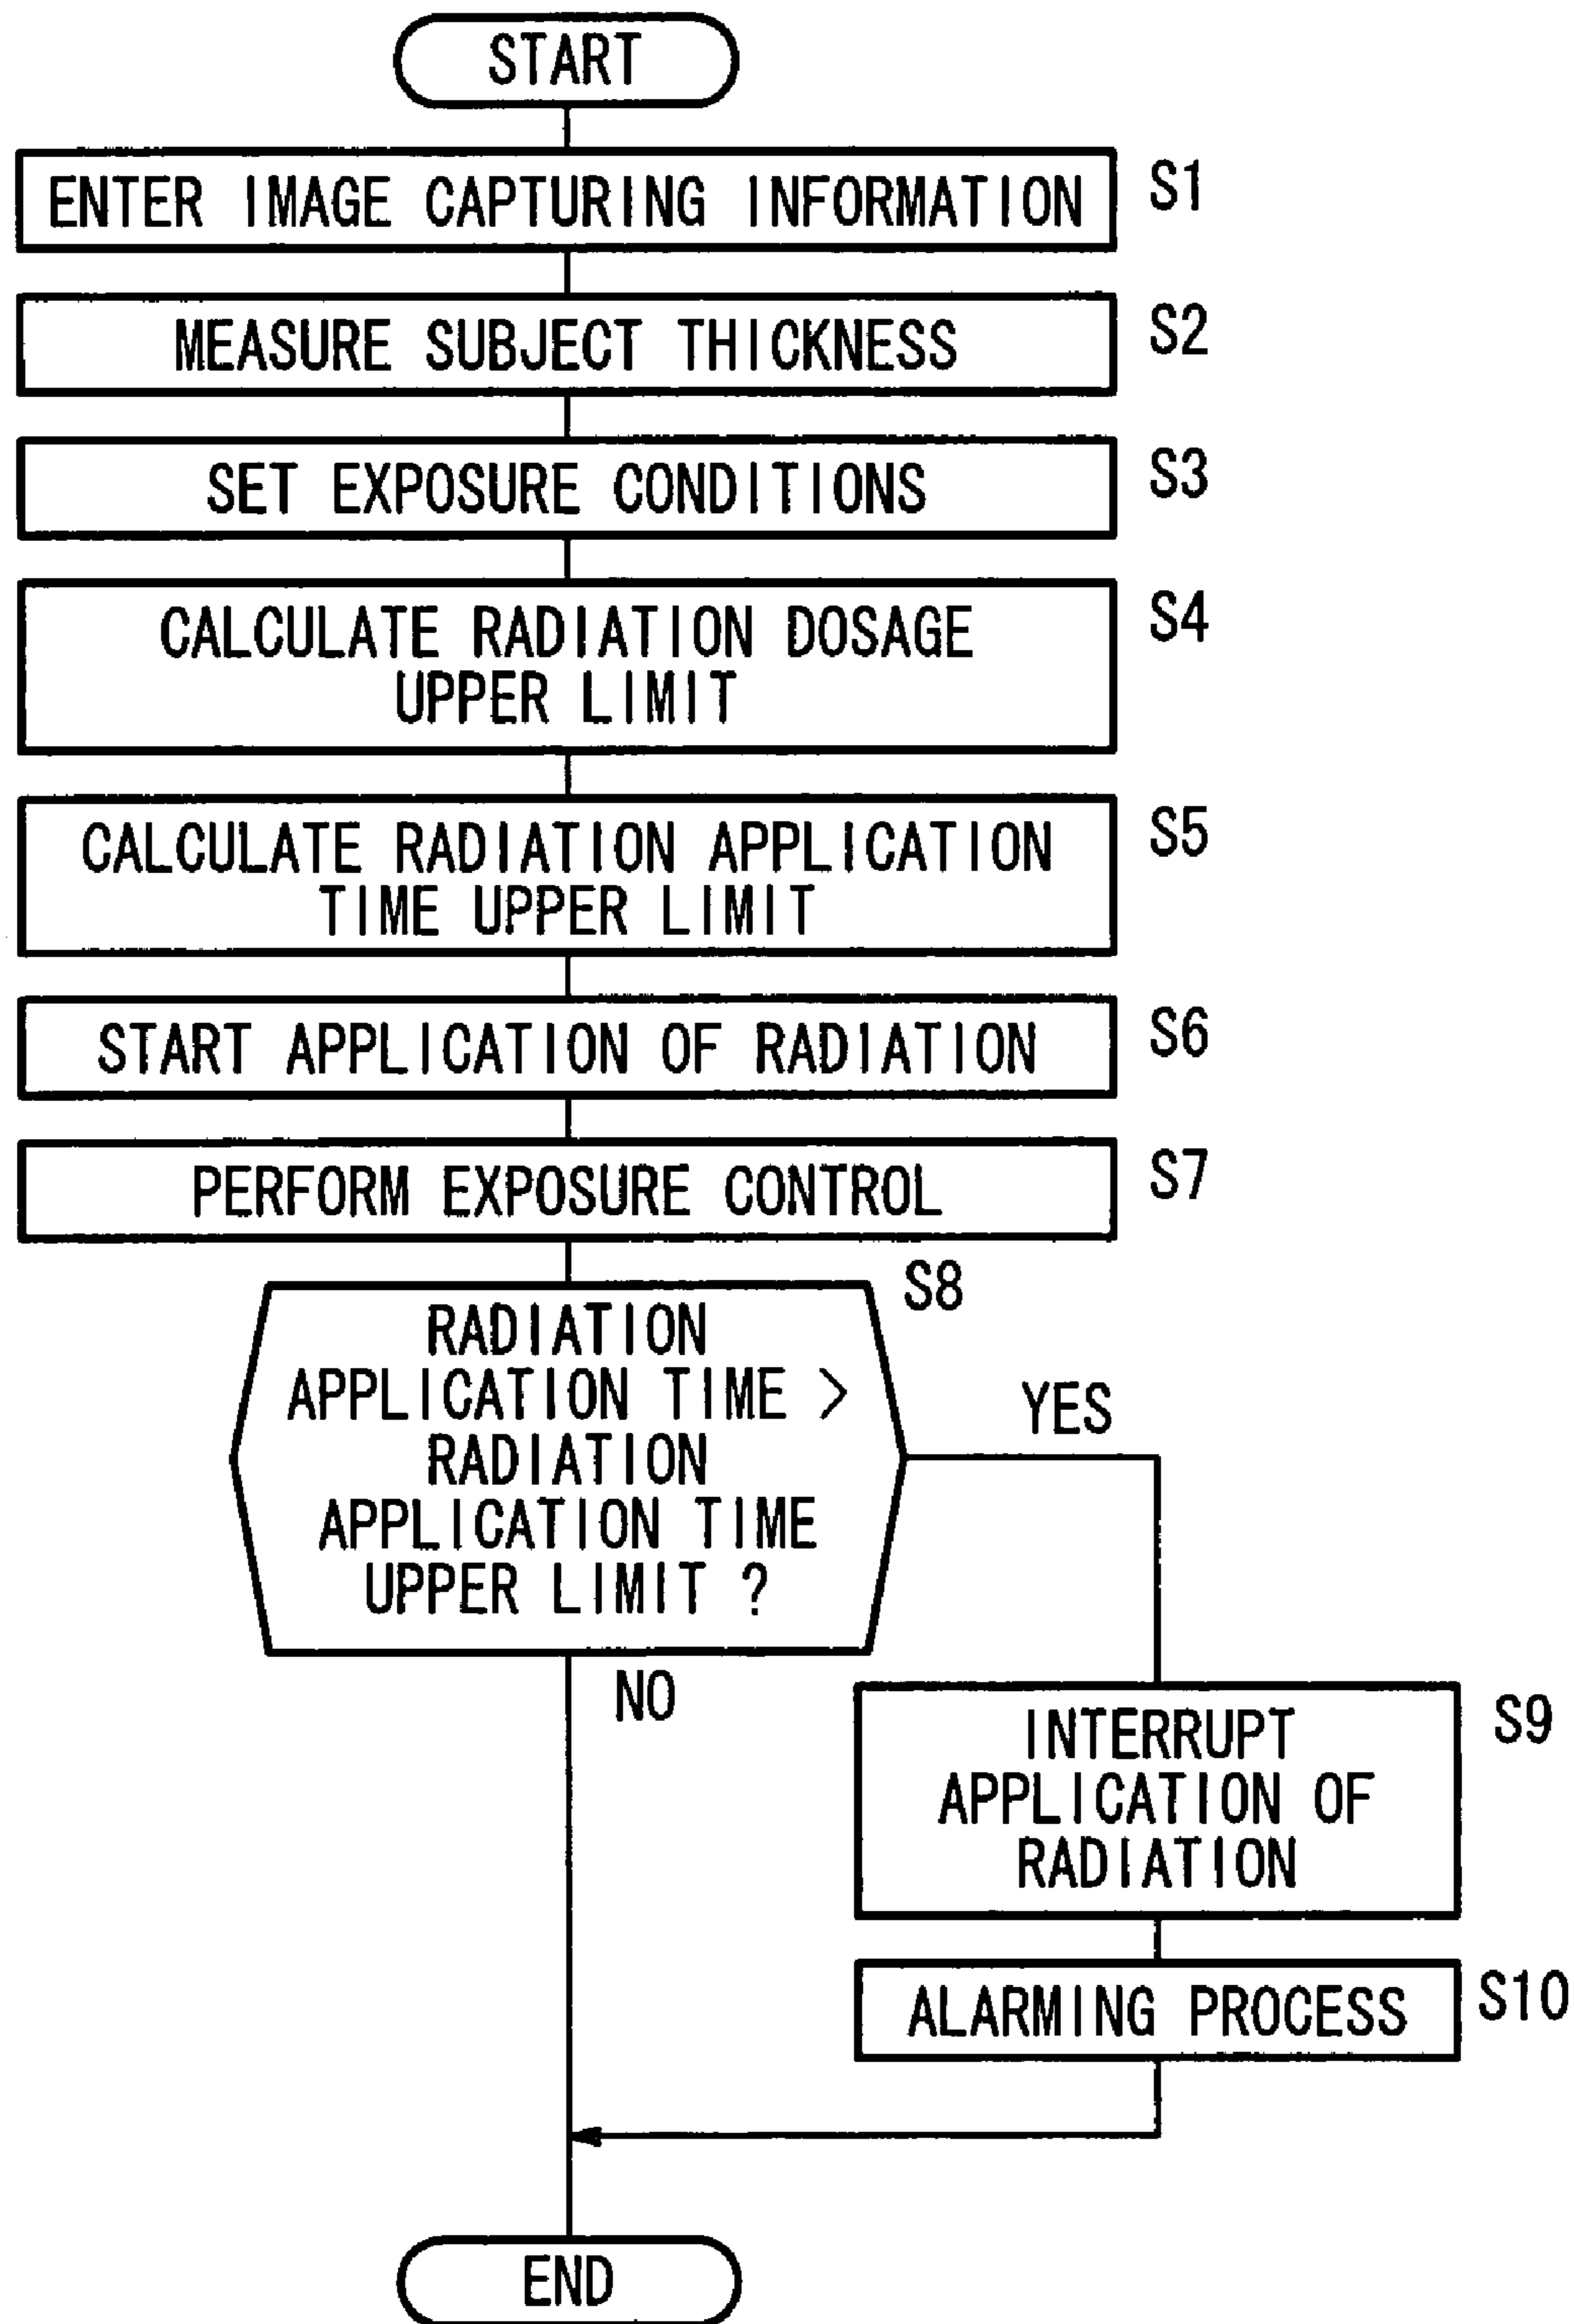 START
ENTER IMAGE CAPTURING INFORMATION
S1
MEASURE SUBJECT THICKNESS
S2
SET EXPOSURE CONDITIONS
S3
CALCULATE RADIATION DOSAGE
UPPER LIMIT
S4
CALCULATE RADIATION APPLICATION
TIME UPPER LIMIT
S5
START APPLICATION OF RADIATION
S6
PERFORM EXPOSURE CONTROL
S7
S8
RADIATION
APPLICATION TIME >
RADIATION
APPLICATION TIME
UPPER LIMIT ?
YES
NO
INTERRUPT
APPLICATION OF
RADIATION
S9
ALARMING PROCESS
S10
END